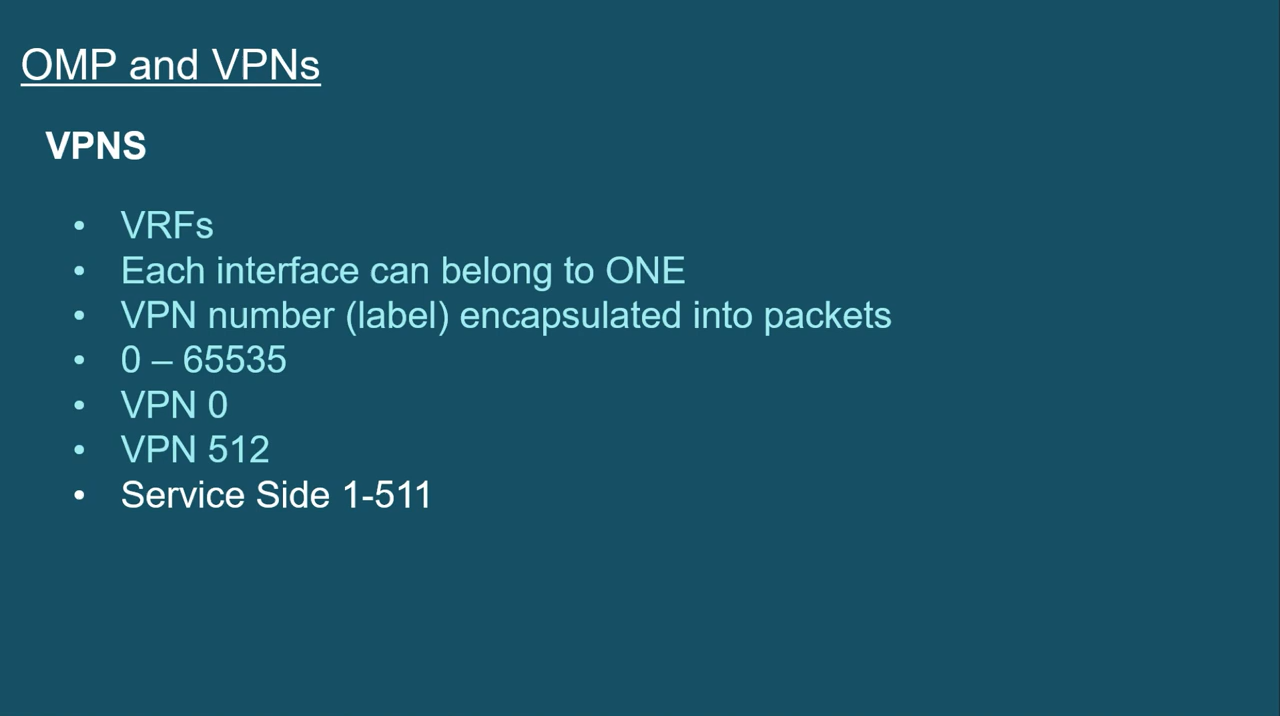 OMP and VPNs
VPNS
• VRFs
• Each interface can belong to ONE
• VPN number (label) encapsulated into packets
• 0 – 65535
• VPN 0
• VPN 512
• Service Side 1-511